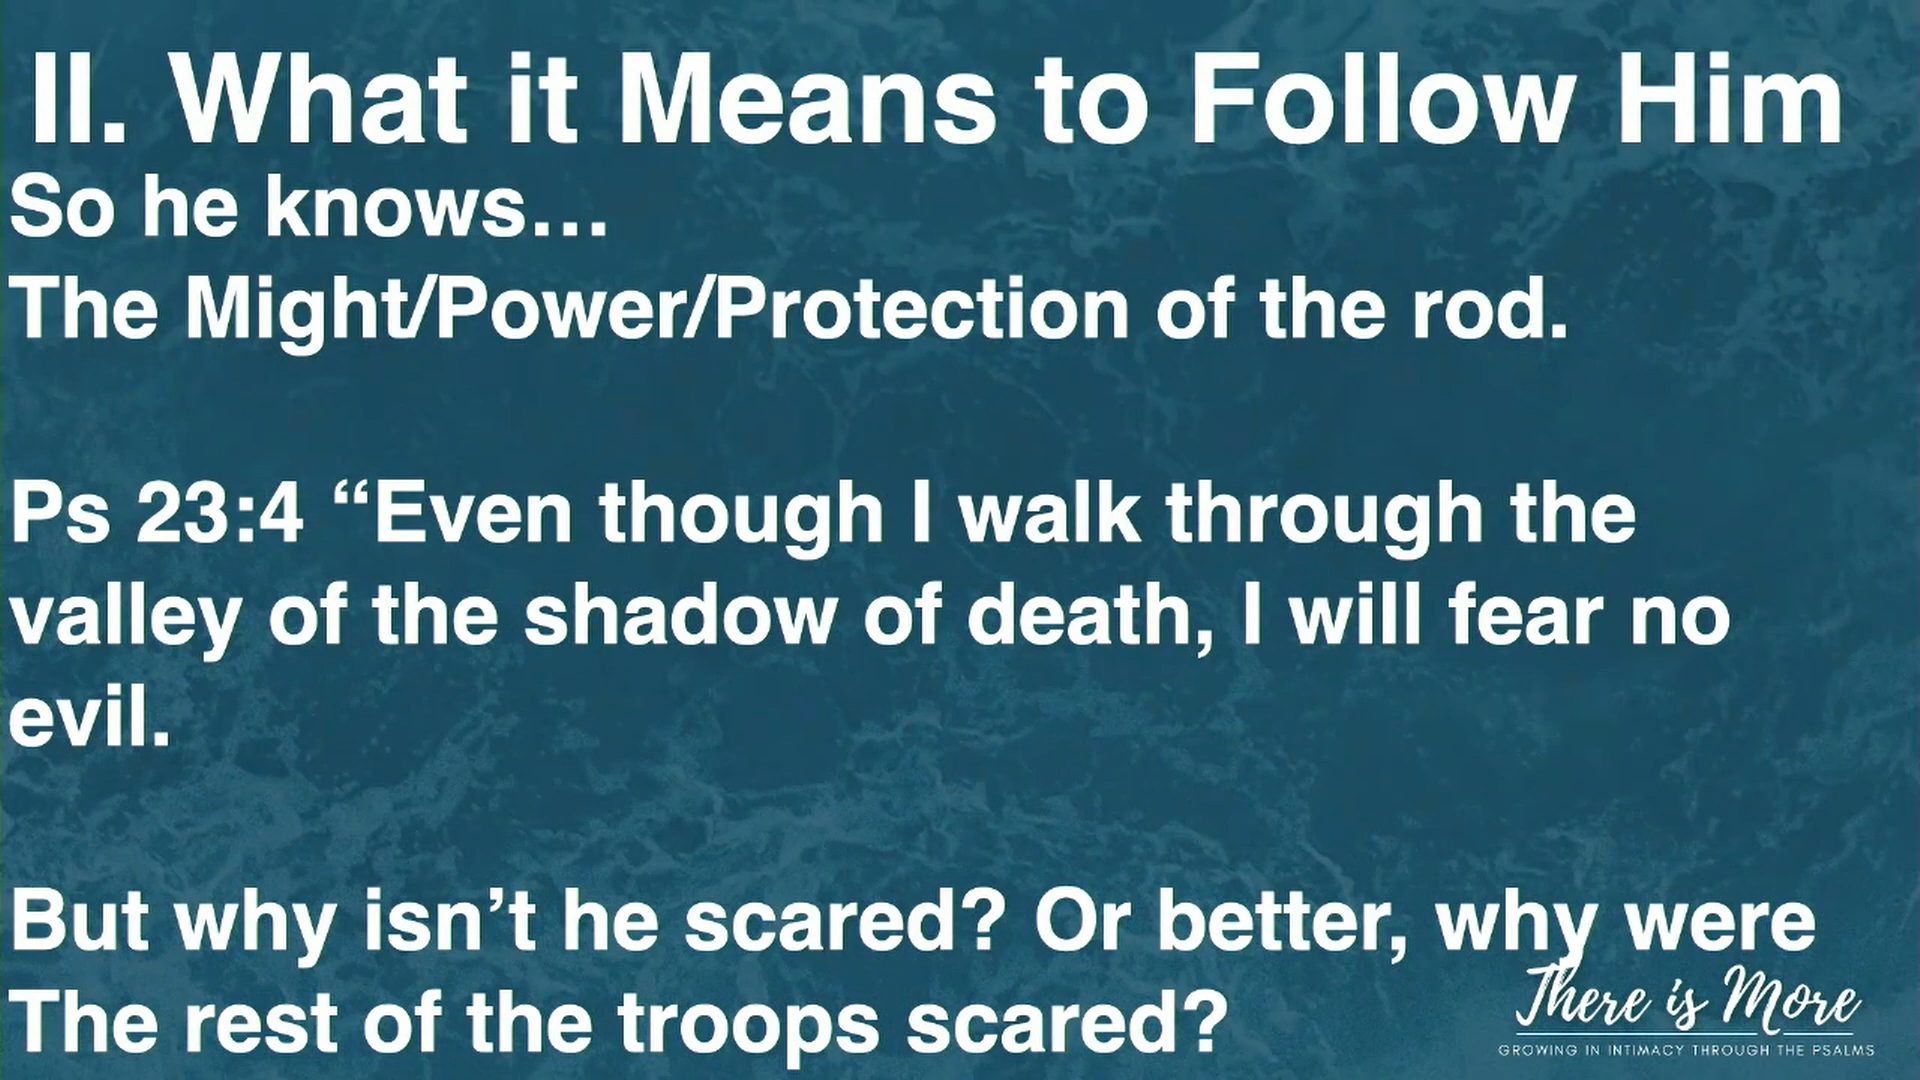 II. What it Means to Follow Him
So he knows…
The Might/Power/Protection of the rod.
Ps 23:4 “Even though I walk through the
valley of the shadow of death, I will fear no
evil.
But why isn’t he scared? Or better, why were
The rest of the troops scared?
There is More
GROWING IN INTIMACY THROUGH THE PSALMS